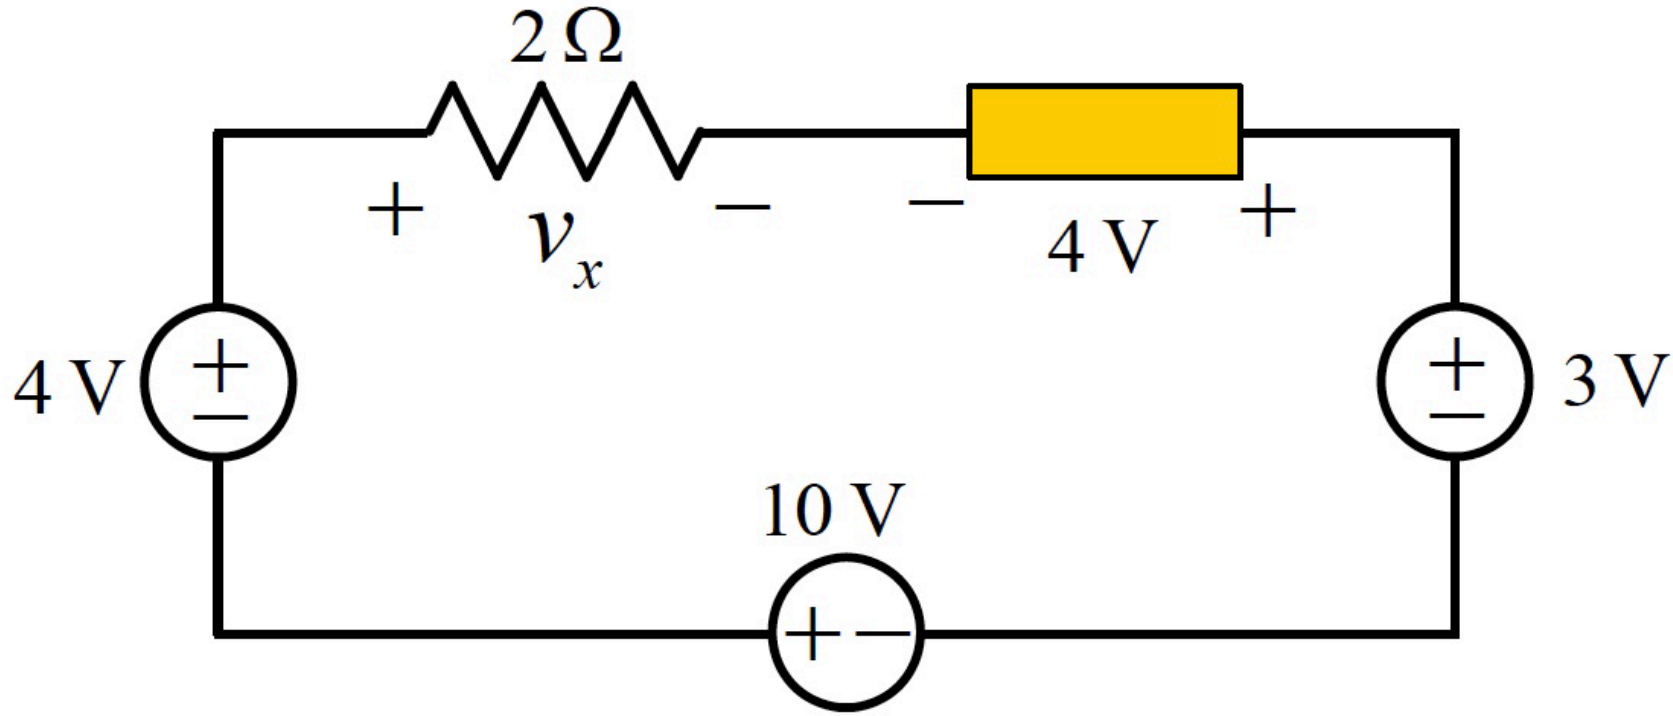 2 Ω
+ v_x −
− 4 V +
4 V
+
−
+
−
3 V
10 V
+ −